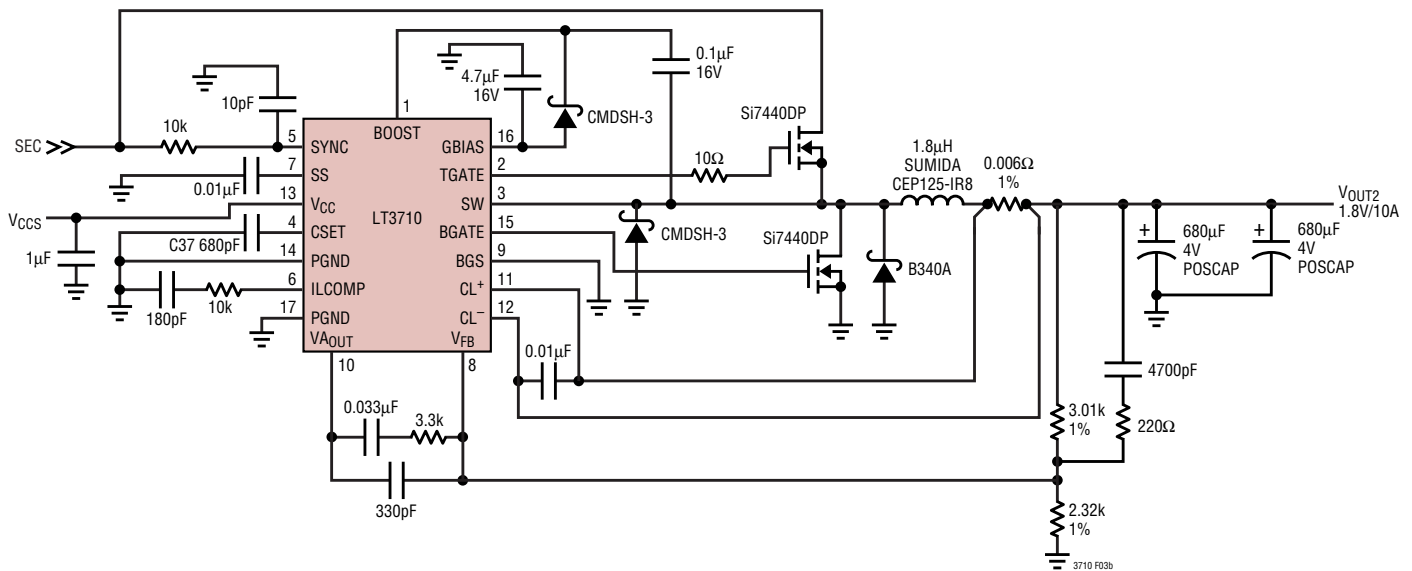 SEC
10k
10pF
5
SYNC
7
SS
0.01µF
13
VCC
VCCS
1µF
4
CSET
C37 680pF
14
PGND
6
ILCOMP
180pF
10k
17
PGND
VAOUT
10
1
BOOST
LT3710
GBIAS
16
TGATE
2
SW
3
BGATE
15
BGS
9
CL+
11
CL–
12
VFB
8
4.7µF
16V
CMDSH-3
0.1µF
16V
10Ω
Si7440DP
CMDSH-3
Si7440DP
B340A
1.8µH
SUMIDA
CEP125-IR8
0.006Ω
1%
VOUT2
1.8V/10A
+
680µF
4V
POSCAP
+
680µF
4V
POSCAP
0.01µF
4700pF
220Ω
3.01k
1%
0.033µF
3.3k
330pF
2.32k
1%
3710 F03b